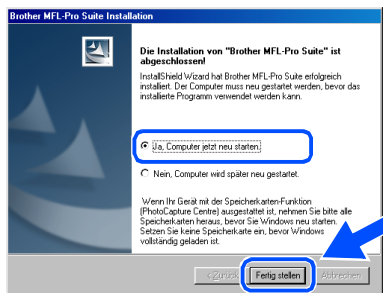 Brother MFL-Pro Suite Installation
Die Installation von "Brother MFL-Pro Suite" ist
abgeschlossen!
InstallShield Wizard hat Brother MFL-Pro Suite erfolgreich
installiert. Der Computer muss neu gestartet werden, bevor das
installierte Programm verwendet werden kann.
Ja, Computer jetzt neu starten.
Nein, Computer wird später neu gestartet.
Wenn Ihr Gerät mit der Speicherkarten-Funktion
(PhotoCapture Centre) ausgestattet ist, nehmen Sie bitte alle
Speicherkarten heraus, bevor Sie Windows neu starten.
Setzen Sie keine Speicherkarte ein, bevor Windows
vollständig geladen ist.
< Zurück Fertig stellen Abbrechen